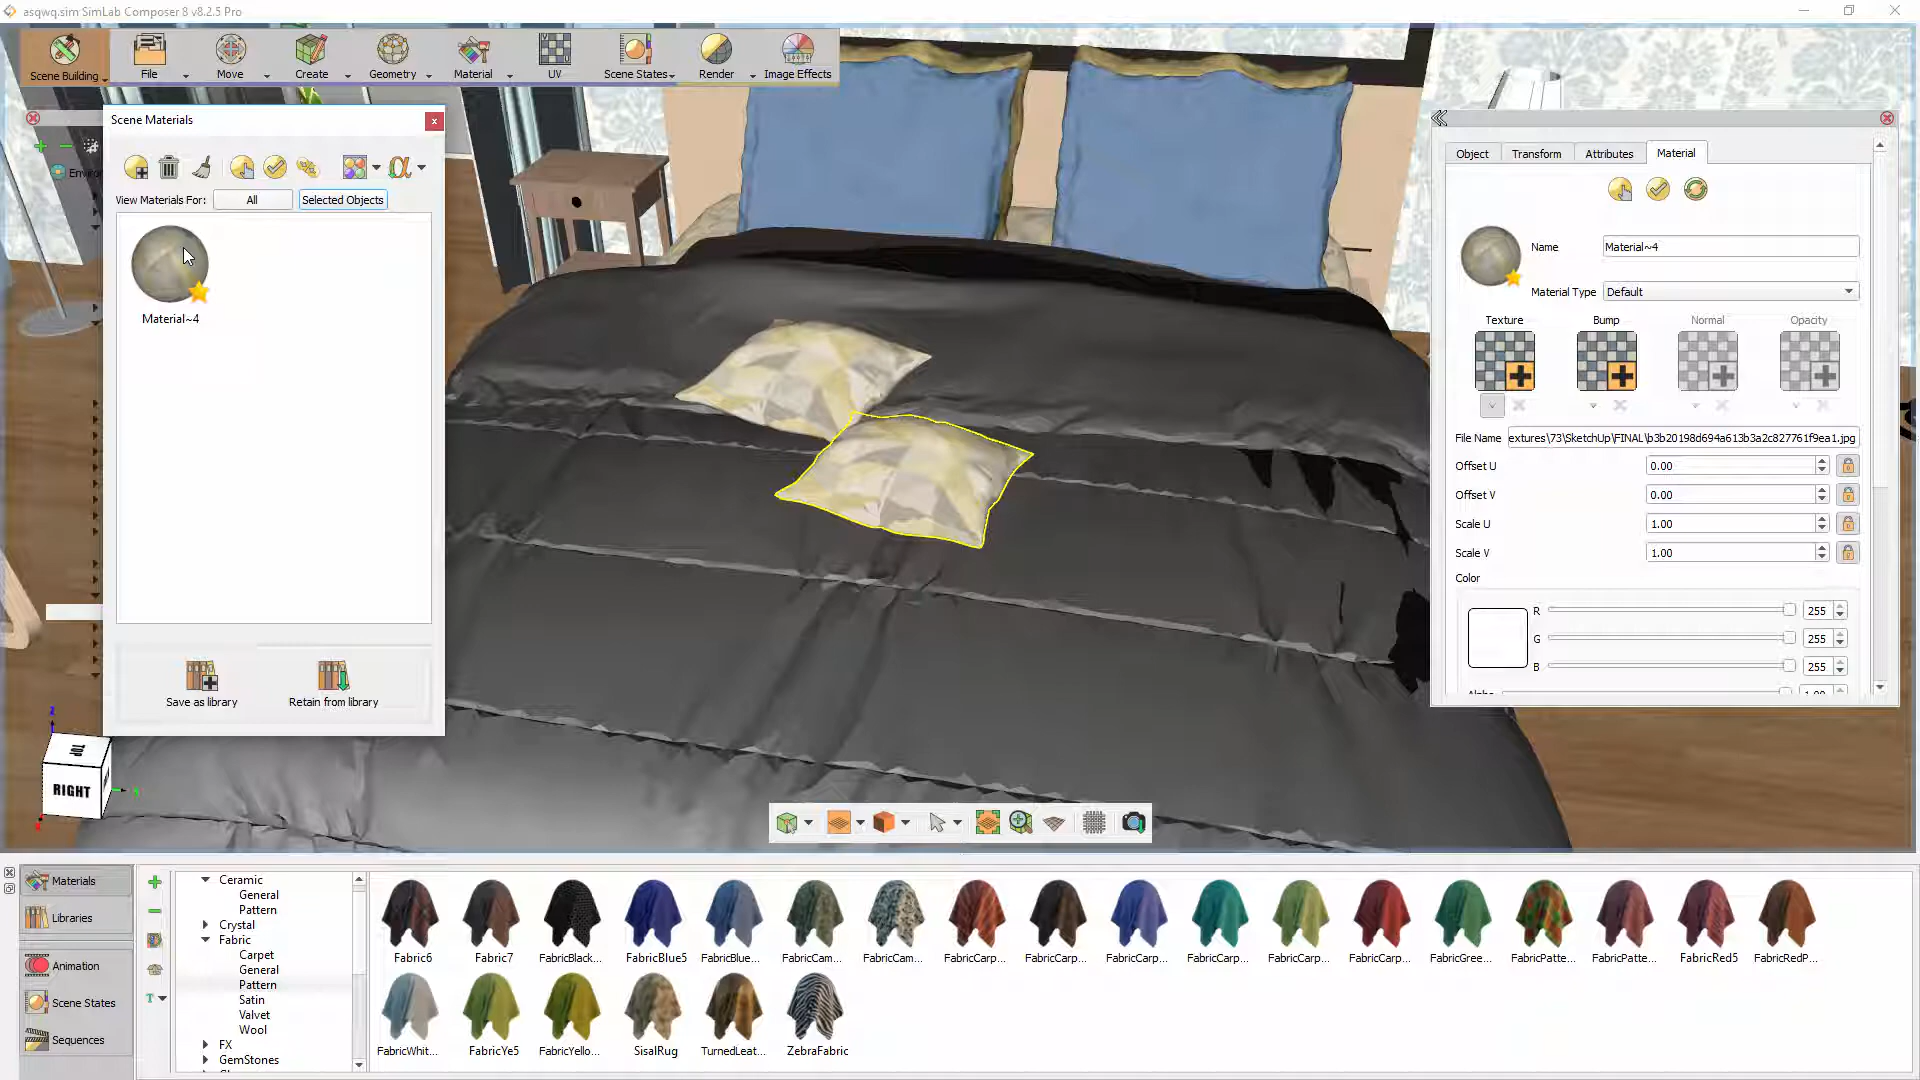 asqwq.sim SimLab Composer 8 v8.2.5 Pro
Scene Building
File
Move
Create
Geometry
Material
UV
Scene States
Render
Image Effects
Scene Materials
View Materials For:
All
Selected Objects
Material~4
Save as library
Retain from library
Object
Transform
Attributes
Material
Name
Material~4
Material Type
Default
Texture
Bump
Normal
Opacity
File Name
extures\73\SketchUp\FINAL\b3b20198d694a613b3a2c827761f9ea1.jpg
Offset U
0.00
Offset V
0.00
Scale U
1.00
Scale V
1.00
Color
R
255
G
255
B
255
TOP
RIGHT
Materials
Libraries
Animation
Scene States
Sequences
Ceramic
General
Pattern
Crystal
Fabric
Carpet
General
Pattern
Satin
Valvet
Wool
FX
GemStones
Fabric6
Fabric7
FabricBlack...
FabricBlue5
FabricBlue...
FabricCam...
FabricCam...
FabricCarp...
FabricCarp...
FabricCarp...
FabricCarp...
FabricCarp...
FabricCarp...
FabricGree...
FabricPatte...
FabricPatte...
FabricRed5
FabricRedP...
FabricWhit...
FabricYe5
FabricYello...
SisalRug
TurnedLeat...
ZebraFabric